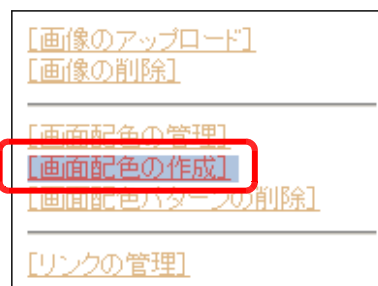 [画像のアップロード]
[画像の削除]
[画面配色の管理]
[画面配色の作成]
[画面配色パターンの削除]
[リンクの管理]